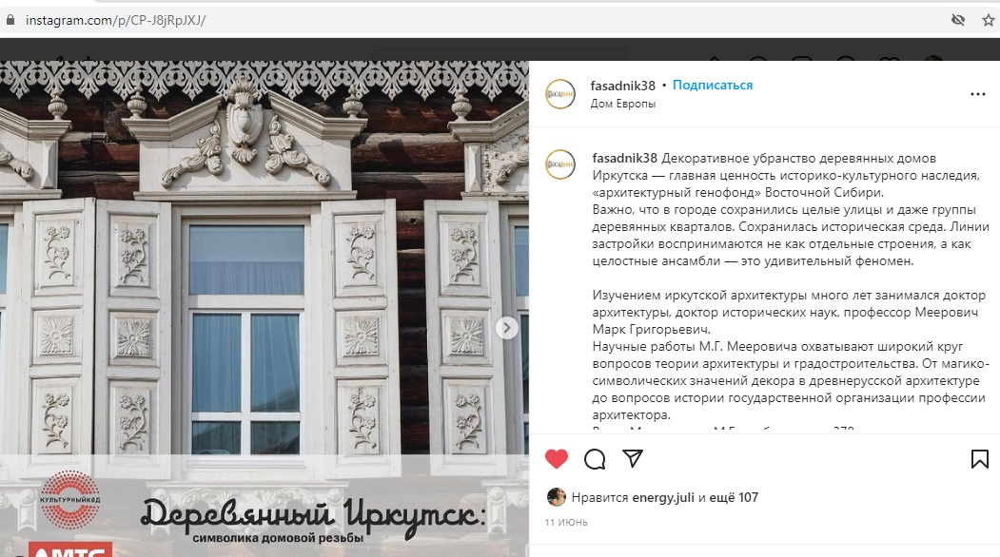 instagram.com/p/CP-J8jRpJXJ/
fasadnik38 • Подписаться
Дом Европы
fasadnik38 Декоративное убранство деревянных домов
Иркутска — главная ценность историко-культурного наследия,
«архитектурный генофонд» Восточной Сибири.
Важно, что в городе сохранились целые улицы и даже группы
деревянных кварталов. Сохранилась историческая среда. Линии
застройки воспринимаются не как отдельные строения, а как
целостные ансамбли — это удивительный феномен.
Изучением иркутской архитектуры много лет занимался доктор
архитектуры, доктор исторических наук, профессор Меерович
Марк Григорьевич.
Научные работы М.Г. Мееровича охватывают широкий круг
вопросов теории архитектуры и градостроительства. От магико-
символических значений декора в древнерусской архитектуре
до вопросов истории государственной организации профессии
архитектора.
Нравится energy.juli и ещё 107
11 ИЮНЬ
КУЛЬТУРНЫЙКОД
Деревянный Иркутск:
символика домовой резьбы
МТС